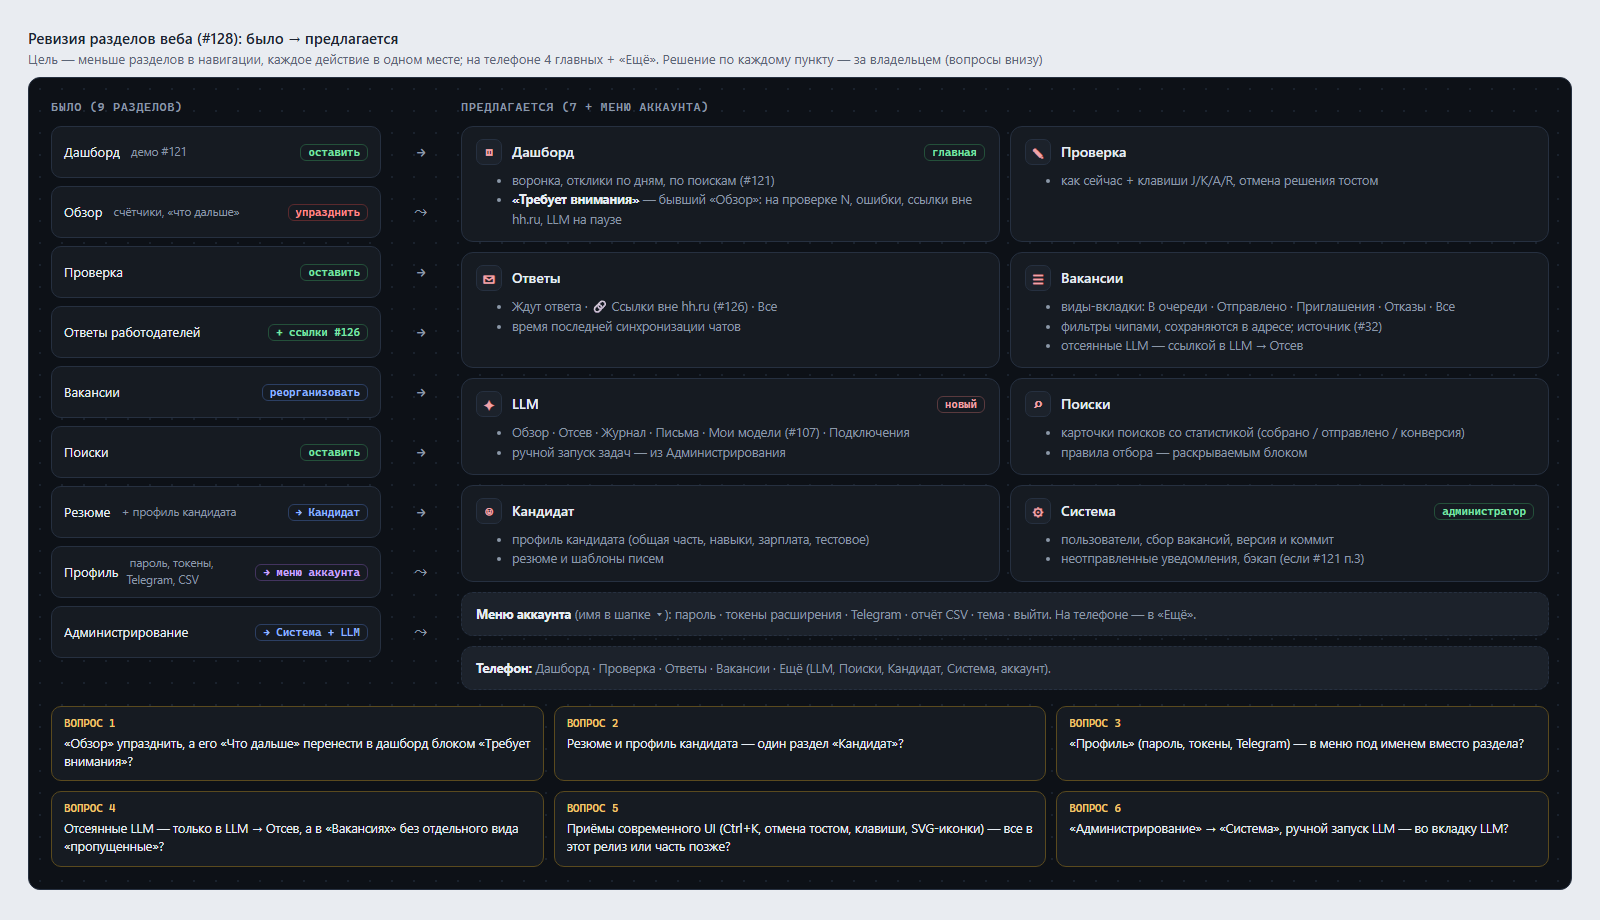 Ревизия разделов веба (#128): было → предлагается
Цель — меньше разделов в навигации, каждое действие в одном месте; на телефоне 4 главных + «Ещё». Решение по каждому пункту — за владельцем (вопросы внизу)
БЫЛО (9 РАЗДЕЛОВ)
Дашборд демо #121 оставить →
Обзор счётчики, «что дальше» упразднить ⤳
Проверка оставить →
Ответы работодателей + ссылки #126 →
Вакансии реорганизовать →
Поиски оставить →
Резюме + профиль кандидата → Кандидат →
Профиль пароль, токены,
Telegram, CSV → меню аккаунта ⤳
Администрирование → Система + LLM ⤳
ПРЕДЛАГАЕТСЯ (7 + МЕНЮ АККАУНТА)
Дашборд главная
• воронка, отклики по дням, по поискам (#121)
• «Требует внимания» — бывший «Обзор»: на проверке N, ошибки, ссылки вне
hh.ru, LLM на паузе
Проверка
• как сейчас + клавиши J/K/A/R, отмена решения тостом
Ответы
• Ждут ответа · 🔗 Ссылки вне hh.ru (#126) · Все
• время последней синхронизации чатов
Вакансии
• виды-вкладки: В очереди · Отправлено · Приглашения · Отказы · Все
• фильтры чипами, сохраняются в адресе; источник (#32)
• отсеянные LLM — ссылкой в LLM → Отсев
LLM новый
• Обзор · Отсев · Журнал · Письма · Мои модели (#107) · Подключения
• ручной запуск задач — из Администрирования
Поиски
• карточки поисков со статистикой (собрано / отправлено / конверсия)
• правила отбора — раскрываемым блоком
Кандидат
• профиль кандидата (общая часть, навыки, зарплата, тестовое)
• резюме и шаблоны писем
Система администратор
• пользователи, сбор вакансий, версия и коммит
• неотправленные уведомления, бэкап (если #121 п.3)
Меню аккаунта (имя в шапке ▾): пароль · токены расширения · Telegram · отчёт CSV · тема · выйти. На телефоне — в «Ещё».
Телефон: Дашборд · Проверка · Ответы · Вакансии · Ещё (LLM, Поиски, Кандидат, Система, аккаунт).
ВОПРОС 1
«Обзор» упразднить, а его «Что дальше» перенести в дашборд блоком «Требует
внимания»?
ВОПРОС 2
Резюме и профиль кандидата — один раздел «Кандидат»?
ВОПРОС 3
«Профиль» (пароль, токены, Telegram) — в меню под именем вместо раздела?
ВОПРОС 4
Отсеянные LLM — только в LLM → Отсев, а в «Вакансиях» без отдельного вида
«пропущенные»?
ВОПРОС 5
Приёмы современного UI (Ctrl+K, отмена тостом, клавиши, SVG-иконки) — все в
этот релиз или часть позже?
ВОПРОС 6
«Администрирование» → «Система», ручной запуск LLM — во вкладку LLM?